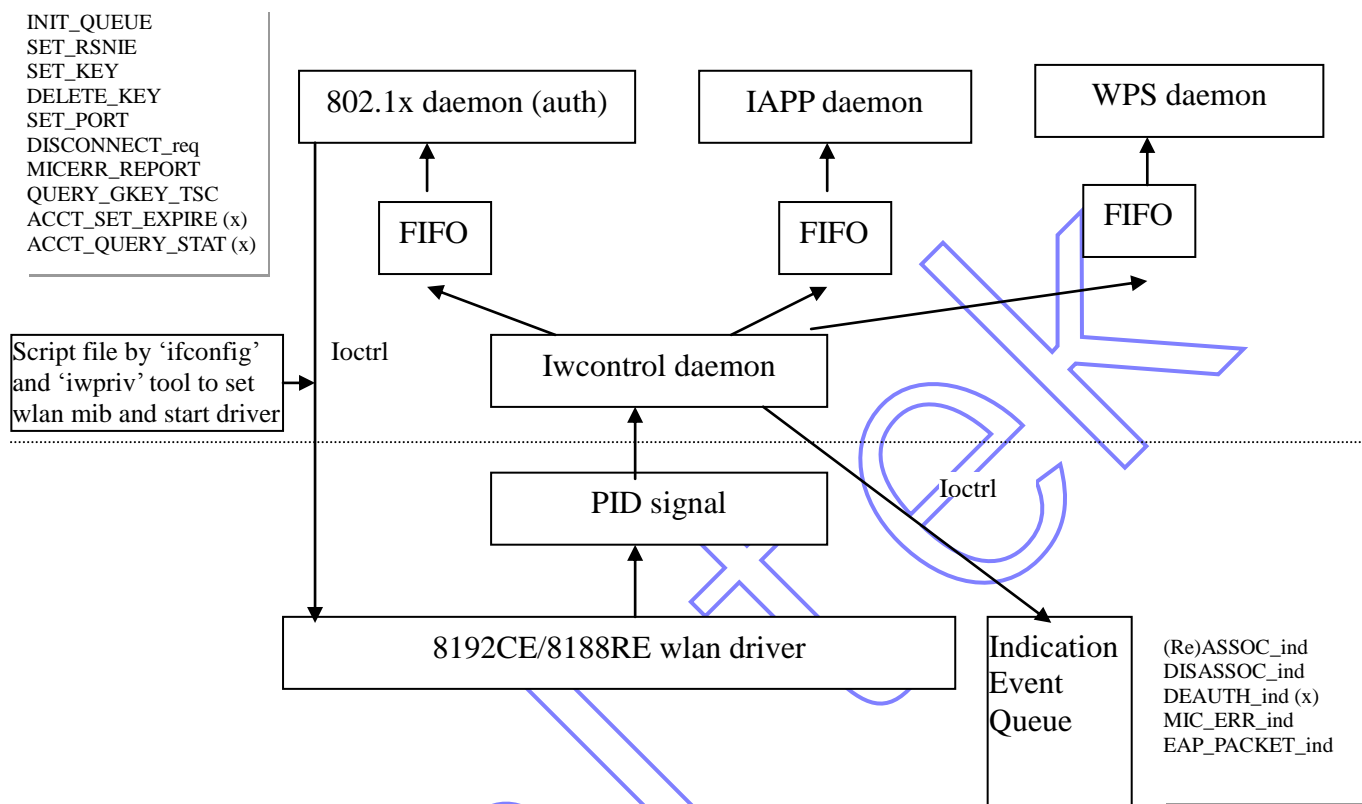 INIT_QUEUE
SET_RSNIE
SET_KEY
DELETE_KEY
SET_PORT
DISCONNECT_req
MICERR_REPORT
QUERY_GKEY_TSC
ACCT_SET_EXPIRE (x)
ACCT_QUERY_STAT (x)
802.1x daemon (auth)
IAPP daemon
WPS daemon
FIFO
FIFO
FIFO
Script file by ‘ifconfig’
and ‘iwpriv’ tool to set
wlan mib and start driver
Ioctrl
Iwcontrol daemon
PID signal
Ioctrl
8192CE/8188RE wlan driver
Indication
Event
Queue
(Re)ASSOC_ind
DISASSOC_ind
DEAUTH_ind (x)
MIC_ERR_ind
EAP_PACKET_ind